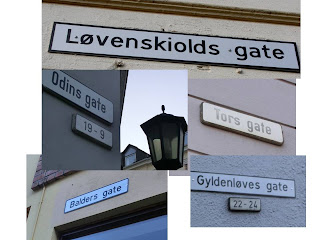 Løvenskiolds gate
Odins gate
19-9
Tors gate
Balders gate
Gyldenløves gate
22-24